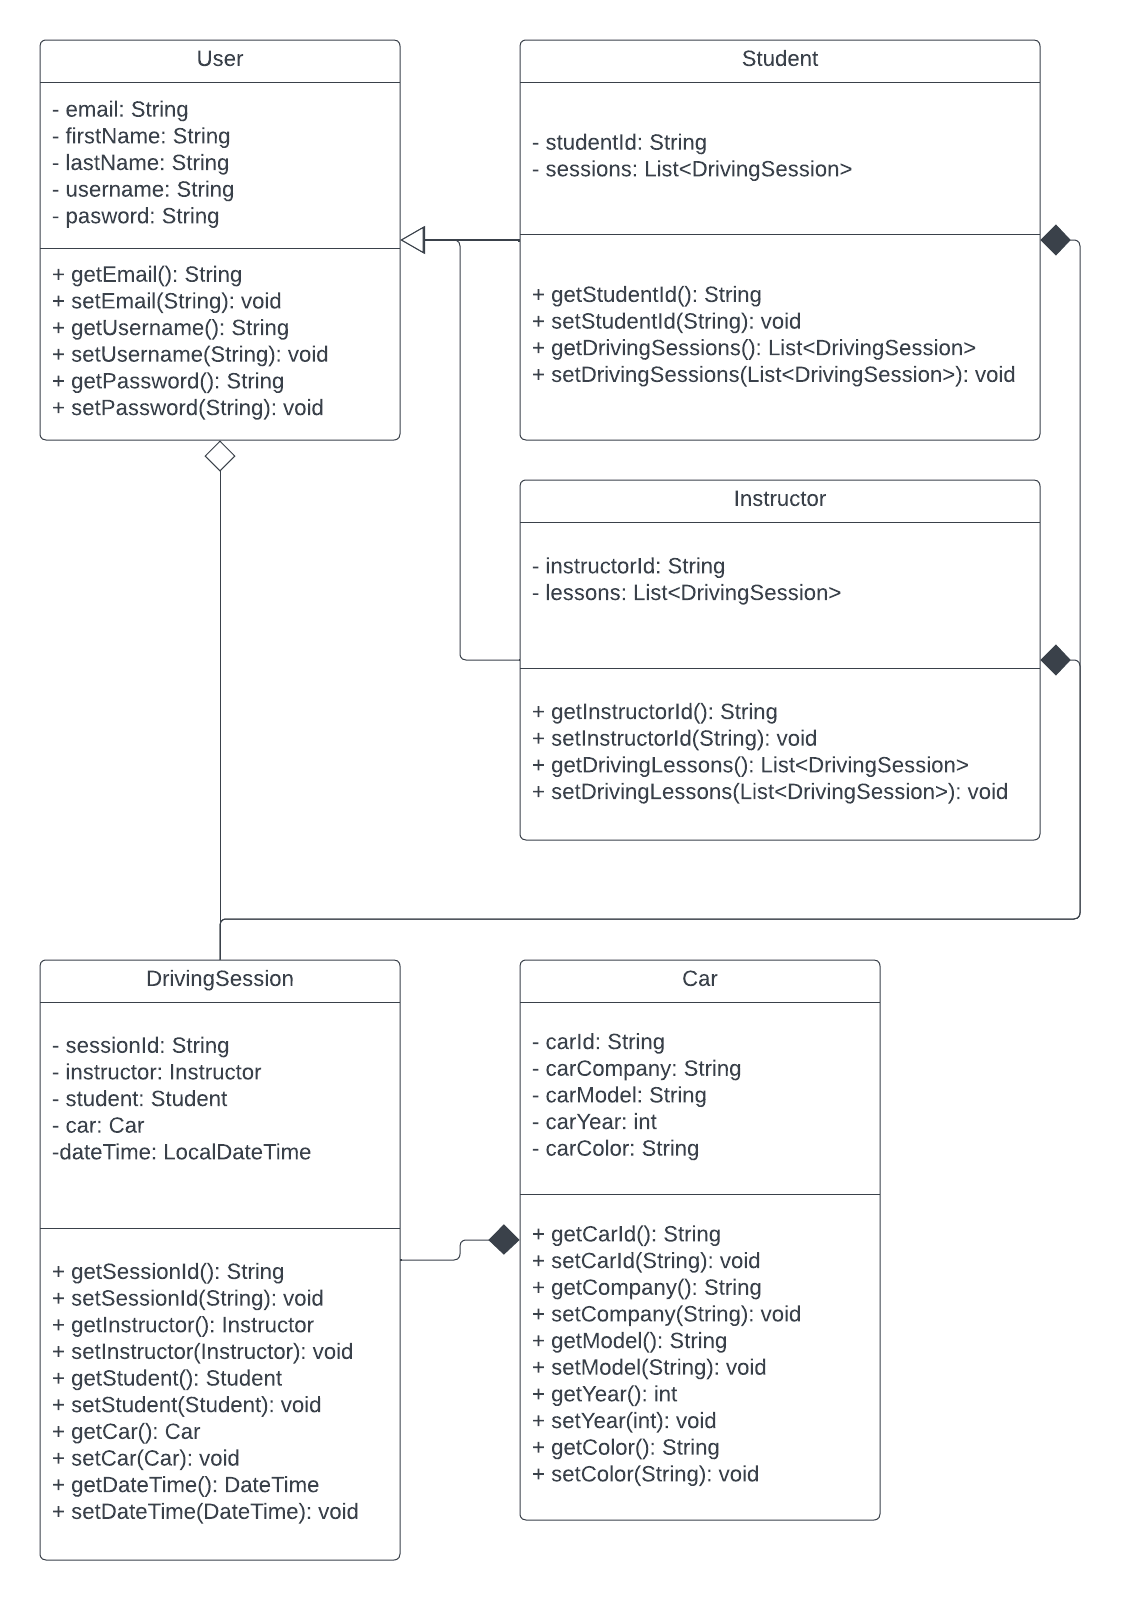 User
- email: String
- firstName: String
- lastName: String
- username: String
- pasword: String
+ getEmail(): String
+ setEmail(String): void
+ getUsername(): String
+ setUsername(String): void
+ getPassword(): String
+ setPassword(String): void
Student
- studentId: String
- sessions: List<DrivingSession>
+ getStudentId(): String
+ setStudentId(String): void
+ getDrivingSessions(): List<DrivingSession>
+ setDrivingSessions(List<DrivingSession>): void
Instructor
- instructorId: String
- lessons: List<DrivingSession>
+ getInstructorId(): String
+ setInstructorId(String): void
+ getDrivingLessons(): List<DrivingSession>
+ setDrivingLessons(List<DrivingSession>): void
DrivingSession
- sessionId: String
- instructor: Instructor
- student: Student
- car: Car
-dateTime: LocalDateTime
+ getSessionId(): String
+ setSessionId(String): void
+ getInstructor(): Instructor
+ setInstructor(Instructor): void
+ getStudent(): Student
+ setStudent(Student): void
+ getCar(): Car
+ setCar(Car): void
+ getDateTime(): DateTime
+ setDateTime(DateTime): void
Car
- carId: String
- carCompany: String
- carModel: String
- carYear: int
- carColor: String
+ getCarId(): String
+ setCarId(String): void
+ getCompany(): String
+ setCompany(String): void
+ getModel(): String
+ setModel(String): void
+ getYear(): int
+ setYear(int): void
+ getColor(): String
+ setColor(String): void